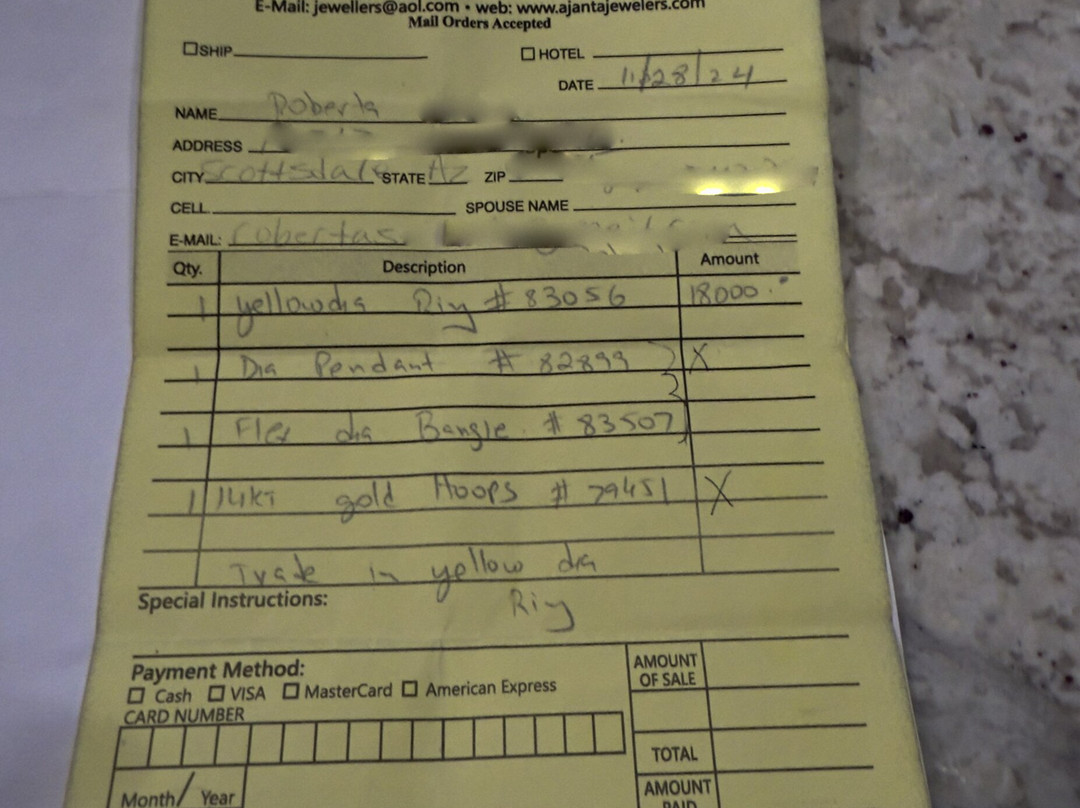 E-Mail: jewellers@aol.com • web: www.ajantajewelers.com
Mail Orders Accepted
SHIP HOTEL
DATE 11/28/24
NAME Roberta
ADDRESS
CITY Scottsdale STATE Az ZIP
CELL SPOUSE NAME
E-MAIL:
Qty. Description Amount
1 yellow dia Ring # 83056 18000.
1 Dia Pendant # 82899 X
1 Flex dia Bangle. # 83507
1 14kt gold Hoops # 79451 X
Trade in yellow dia
Special Instructions: Ring
Payment Method:
Cash VISA MasterCard American Express
CARD NUMBER
Month/ Year
AMOUNT
OF SALE
TOTAL
AMOUNT
PAID